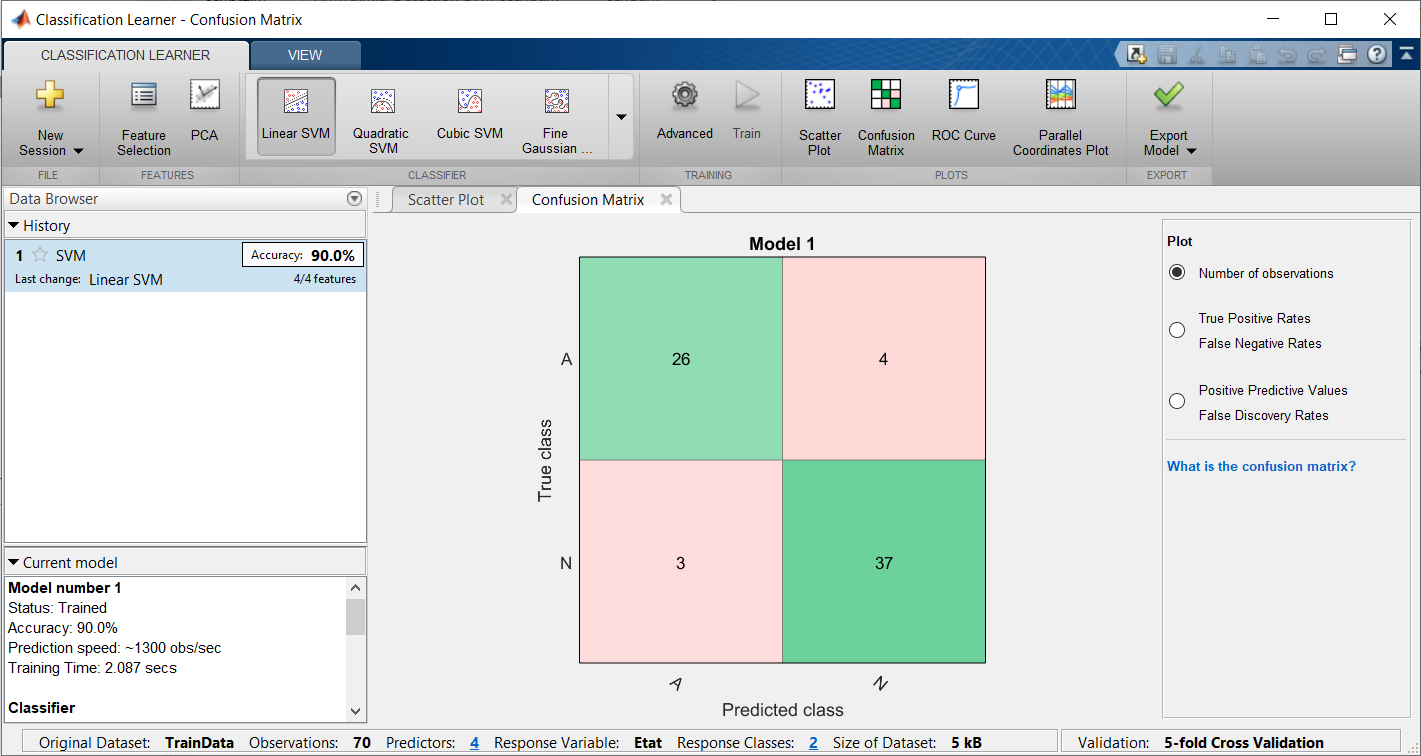 Classification Learner - Confusion Matrix
CLASSIFICATION LEARNER
VIEW
New
Session
FILE
Feature
Selection
PCA
FEATURES
Linear SVM
Quadratic
SVM
Cubic SVM
Fine
Gaussian ...
CLASSIFIER
Advanced
Train
TRAINING
Scatter
Plot
Confusion
Matrix
ROC Curve
Parallel
Coordinates Plot
PLOTS
Export
Model
EXPORT
Data Browser
History
1 SVM Accuracy: 90.0%
Last change: Linear SVM 4/4 features
Current model
Model number 1
Status: Trained
Accuracy: 90.0%
Prediction speed: ~1300 obs/sec
Training Time: 2.087 secs
Classifier
Scatter Plot
Confusion Matrix
Model 1
True class
A 26 4
N 3 37
A N
Predicted class
Plot
Number of observations
True Positive Rates
False Negative Rates
Positive Predictive Values
False Discovery Rates
What is the confusion matrix?
Original Dataset: TrainData Observations: 70 Predictors: 4 Response Variable: Etat Response Classes: 2 Size of Dataset: 5 kB
Validation: 5-fold Cross Validation